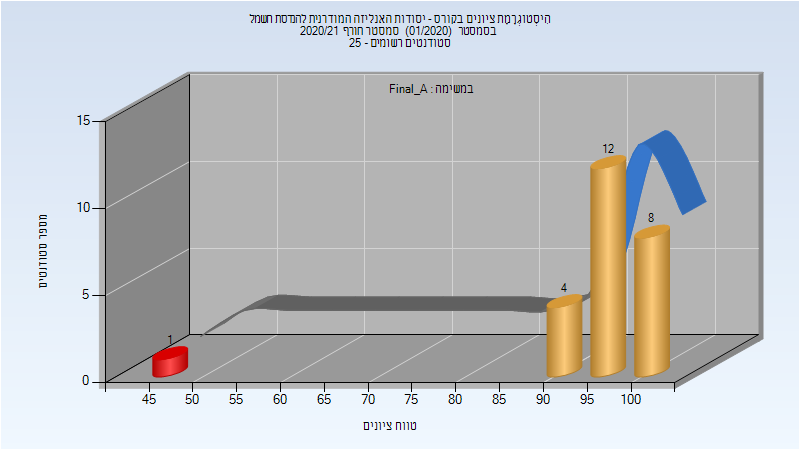 הִיסְטוֹגְרָמַת ציונים בקורס - יסודות האנליזה המודרנית להנדסת חשמל
בסמסטר (01/2020) סמסטר חורף 2020/21
סטודנטים רשומים - 25
במשימה : Final_A
מספר סטודנטים
15
10
5
0
1
4
12
8
45 50 55 60 65 70 75 80 85 90 95 100
טווח ציונים